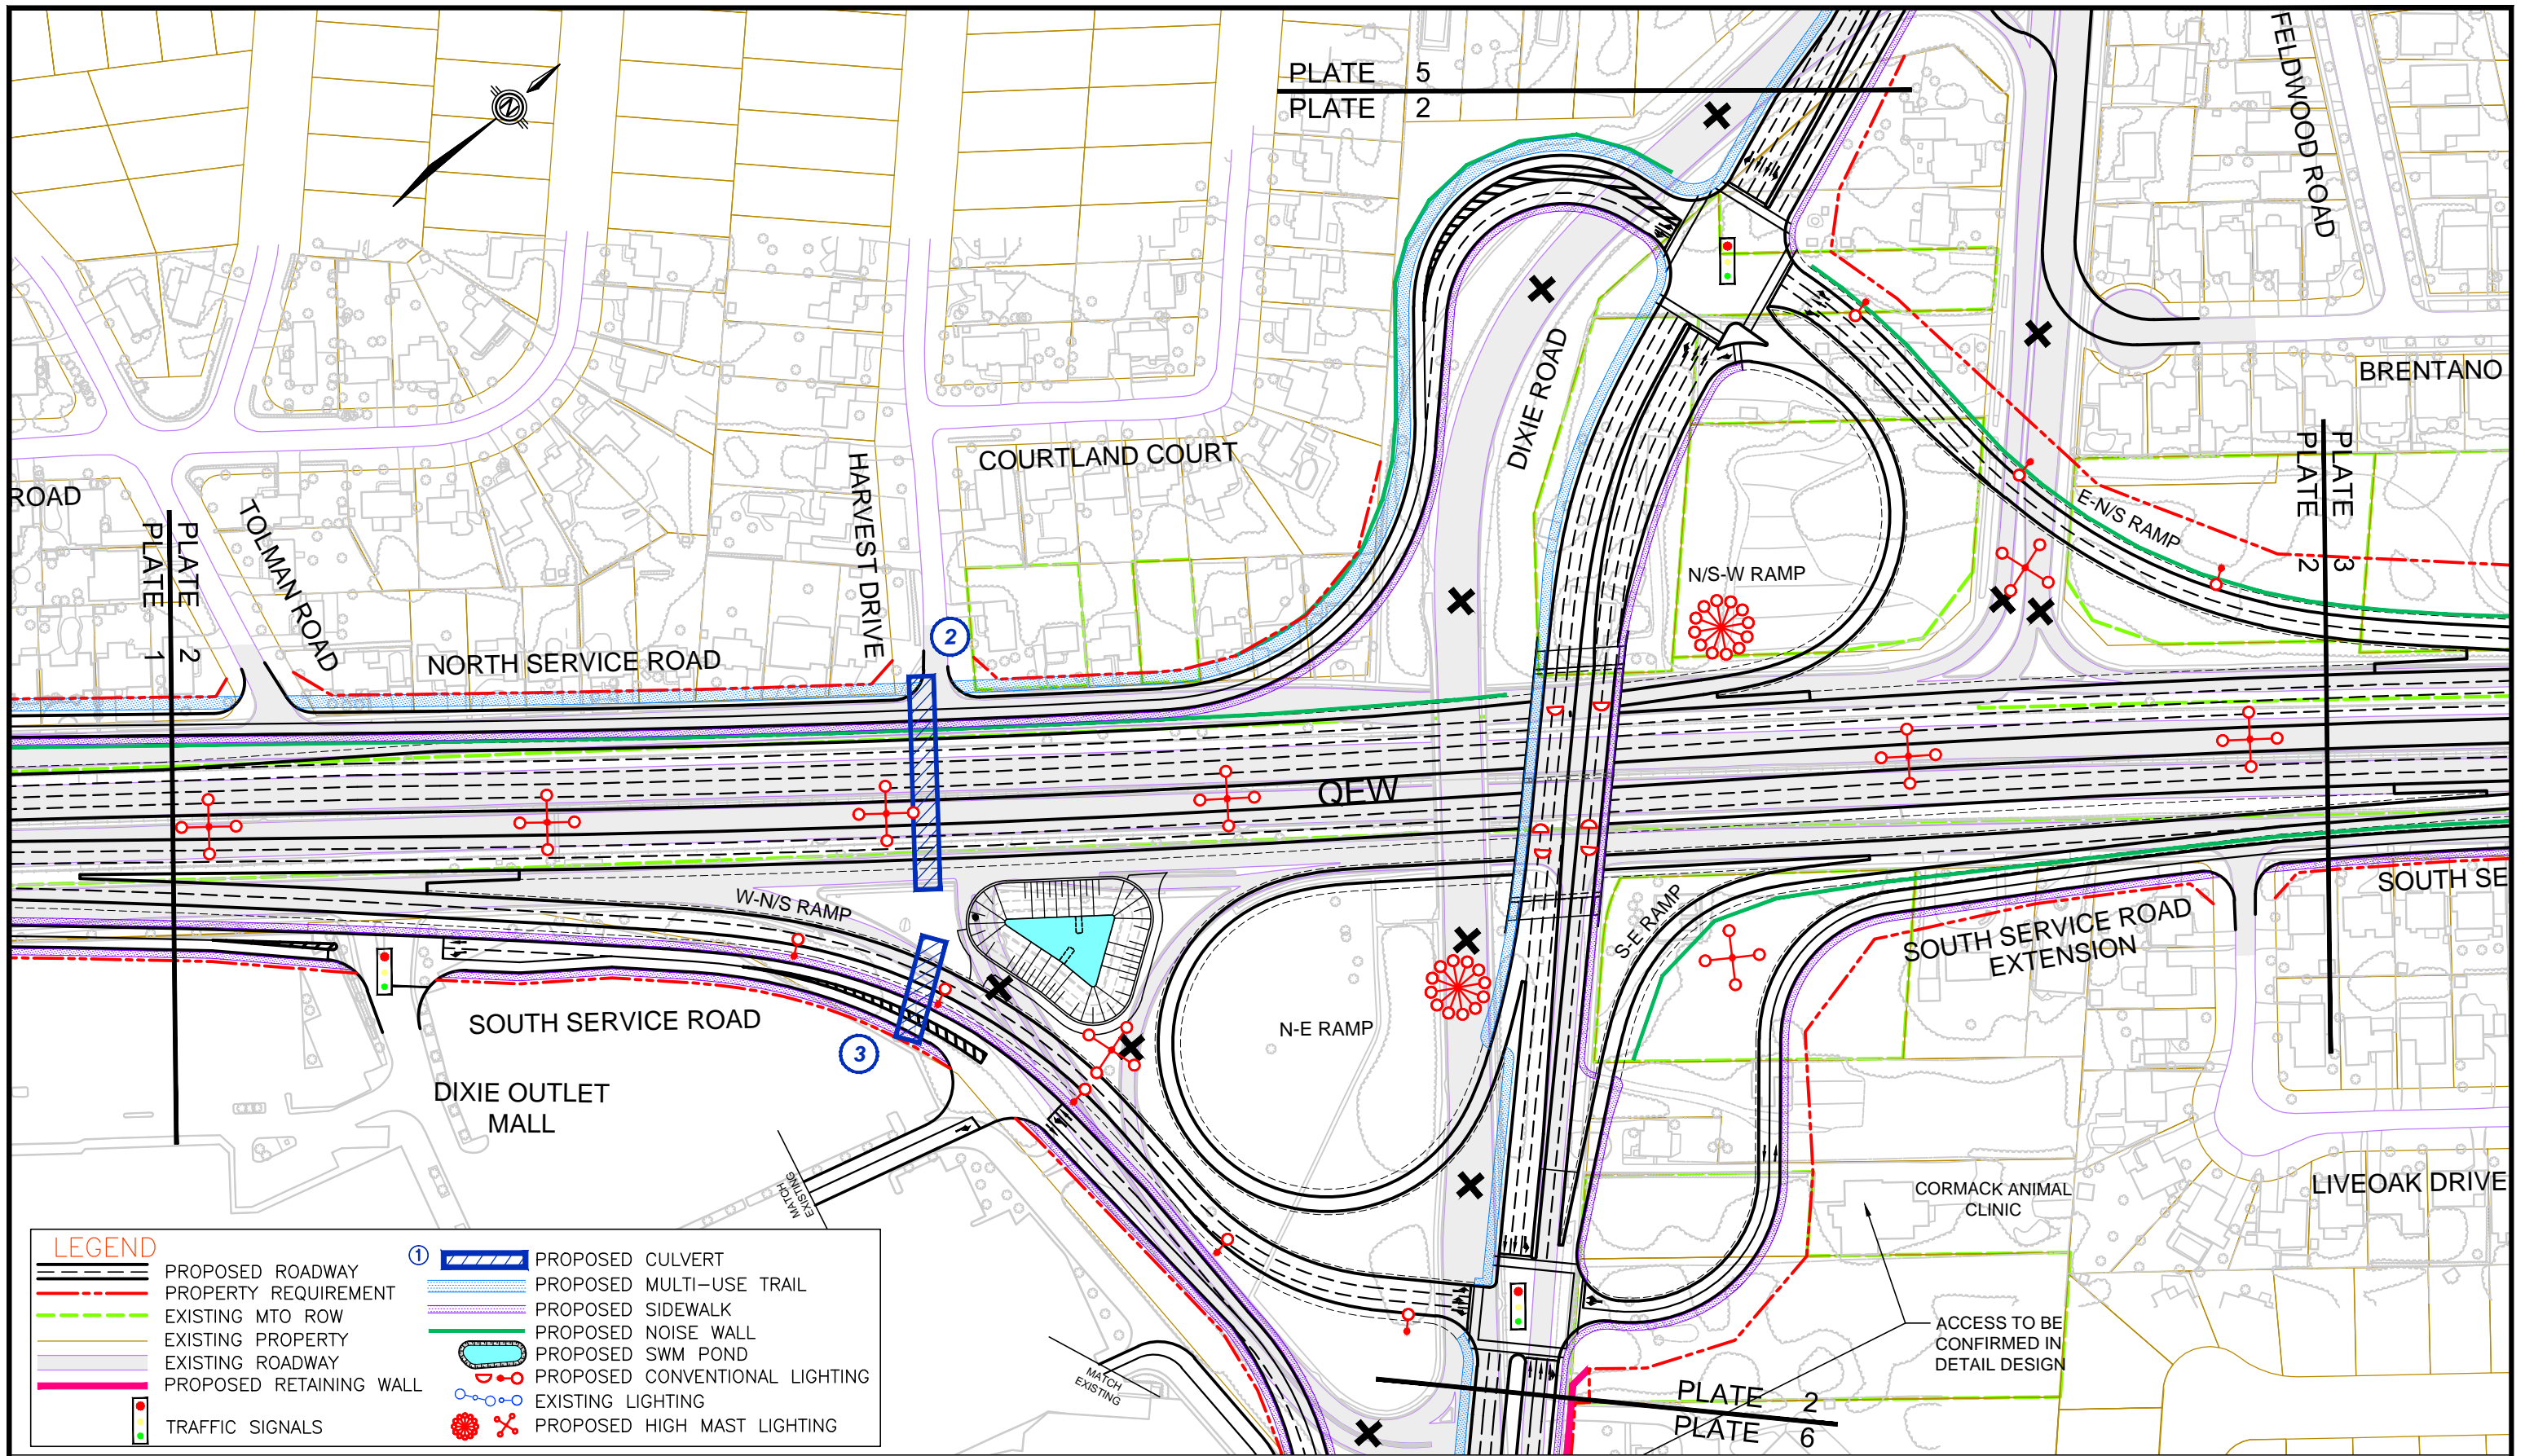 PLATE 5
PLATE 2
N
FELDWOOD ROAD
DIXIE ROAD
BRENTANO
COURTLAND COURT
HARVEST DRIVE
ROAD
TOLMAN ROAD
PLATE 2
PLATE 1
PLATE 3
PLATE 2
E-N/S RAMP
N/S-W RAMP
2
NORTH SERVICE ROAD
QEW
W-N/S RAMP
S-E RAMP
SOUTH SE
SOUTH SERVICE ROAD
EXTENSION
SOUTH SERVICE ROAD
3
N-E RAMP
DIXIE OUTLET
MALL
MATCH
EXISTING
CORMACK ANIMAL
CLINIC
LIVEOAK DRIVE
ACCESS TO BE
CONFIRMED IN
DETAIL DESIGN
MATCH
EXISTING
PLATE 2
PLATE 6
LEGEND
PROPOSED ROADWAY
PROPERTY REQUIREMENT
EXISTING MTO ROW
EXISTING PROPERTY
EXISTING ROADWAY
PROPOSED RETAINING WALL
TRAFFIC SIGNALS
1
PROPOSED CULVERT
PROPOSED MULTI-USE TRAIL
PROPOSED SIDEWALK
PROPOSED NOISE WALL
PROPOSED SWM POND
PROPOSED CONVENTIONAL LIGHTING
EXISTING LIGHTING
PROPOSED HIGH MAST LIGHTING